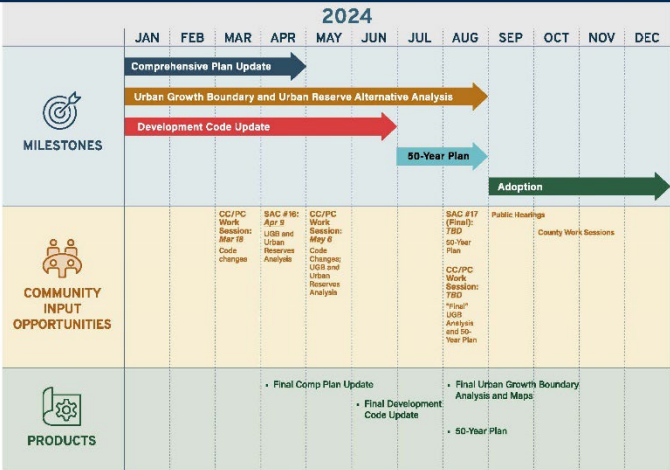 2024
JAN FEB MAR APR MAY JUN JUL AUG SEP OCT NOV DEC
MILESTONES
Comprehensive Plan Update
Urban Growth Boundary and Urban Reserve Alternative Analysis
Development Code Update
50-Year Plan
Adoption
COMMUNITY
INPUT
OPPORTUNITIES
CC/PC
Work
Session:
Mar 18
Code
changes
SAC #16:
Apr 9
UGB and
Urban
Reserves
Analysis
CC/PC
Work
Session:
May 6
Code
Changes;
UGB and
Urban
Reserves
Analysis
SAC #17
(Final):
TBD
50-Year
Plan
CC/PC
Work
Session:
TBD
"Final"
UGB
Analysis
and 50-
Year Plan
Public Hearings
County Work Sessions
PRODUCTS
• Final Comp Plan Update
• Final Development
Code Update
• Final Urban Growth Boundary
Analysis and Maps
• 50-Year Plan